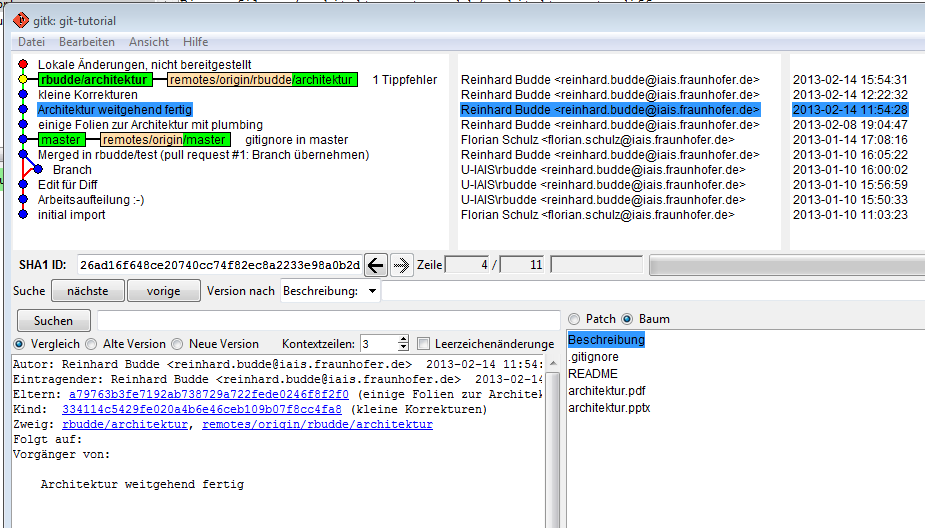 gitk: git-tutorial
Datei Bearbeiten Ansicht Hilfe
Lokale Änderungen, nicht bereitgestellt
rbudde/architektur remotes/origin/rbudde/architektur 1 Tippfehler Reinhard Budde <reinhard.budde@iais.fraunhofer.de> 2013-02-14 15:54:31
kleine Korrekturen Reinhard Budde <reinhard.budde@iais.fraunhofer.de> 2013-02-14 12:22:32
Architektur weitgehend fertig Reinhard Budde <reinhard.budde@iais.fraunhofer.de> 2013-02-14 11:54:28
einige Folien zur Architektur mit plumbing Reinhard Budde <reinhard.budde@iais.fraunhofer.de> 2013-02-08 19:04:47
master remotes/origin/master gitignore in master Florian Schulz <florian.schulz@iais.fraunhofer.de> 2013-01-14 17:08:16
Merged in rbudde/test (pull request #1: Branch übernehmen) Reinhard Budde <reinhard.budde@iais.fraunhofer.de> 2013-01-10 16:05:22
Branch U-IAIS\rbudde <reinhard.budde@iais.fraunhofer.de> 2013-01-10 16:00:02
Edit für Diff U-IAIS\rbudde <reinhard.budde@iais.fraunhofer.de> 2013-01-10 15:56:59
Arbeitsaufteilung :-) U-IAIS\rbudde <reinhard.budde@iais.fraunhofer.de> 2013-01-10 15:50:33
initial import Florian Schulz <florian.schulz@iais.fraunhofer.de> 2013-01-10 11:03:23
SHA1 ID: 26ad16f648ce20740cc74f82ec8a2233e98a0b2d Zeile 4 / 11
Suche nächste vorige Version nach Beschreibung:
Suchen
Patch Baum
Vergleich Alte Version Neue Version Kontextzeilen: 3 Leerzeichenänderunge
Beschreibung
.gitignore
README
architektur.pdf
architektur.pptx
Autor: Reinhard Budde <reinhard.budde@iais.fraunhofer.de> 2013-02-14 11:54:
Eintragender: Reinhard Budde <reinhard.budde@iais.fraunhofer.de> 2013-02-14
Eltern: a79763b3fe7192ab738729a722fede0246f8f2f0 (einige Folien zur Architek
Kind: 334114c5429fe020a4b6e46ceb109b07f8cc4fa8 (kleine Korrekturen)
Zweig: rbudde/architektur, remotes/origin/rbudde/architektur
Folgt auf:
Vorgänger von:
Architektur weitgehend fertig